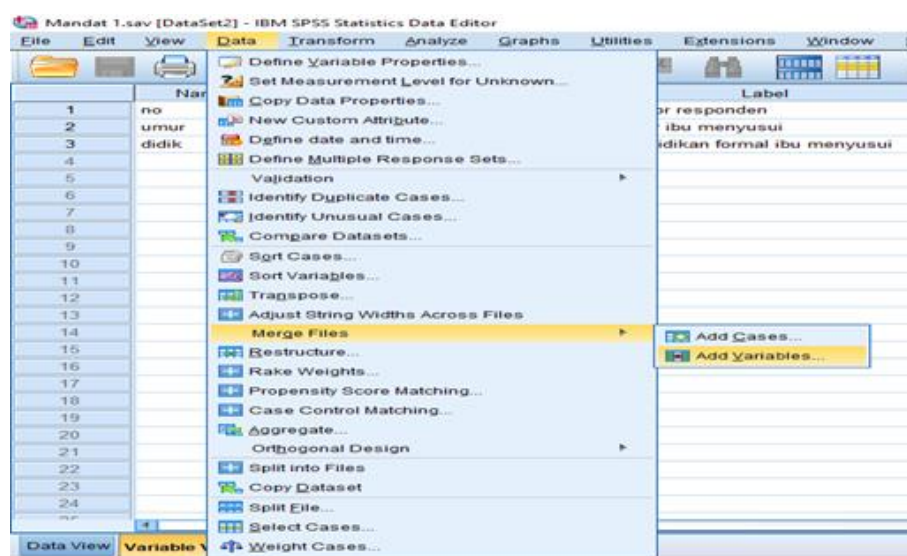 Mandat 1.sav [DataSet2] - IBM SPSS Statistics Data Editor
File Edit View Data Transform Analyze Graphs Utilities Extensions Window
Nar Label
1 no or responden
2 umur ibu menyusui
3 didik idikan formal ibu menyusui
4
5
6
7
8
9
10
11
12
13
14
15
16
17
18
19
20
21
22
23
24
Define Variable Properties...
Set Measurement Level for Unknown...
Copy Data Properties...
New Custom Attribute...
Define date and time...
Define Multiple Response Sets...
Validation
Identify Duplicate Cases...
Identify Unusual Cases...
Compare Datasets...
Sort Cases...
Sort Variables...
Transpose...
Adjust String Widths Across Files
Merge Files
Restructure...
Rake Weights...
Propensity Score Matching...
Case Control Matching...
Aggregate...
Orthogonal Design
Split into Files
Copy Dataset
Split File...
Select Cases...
Weight Cases...
Add Cases...
Add Variables...
Data View Variable V